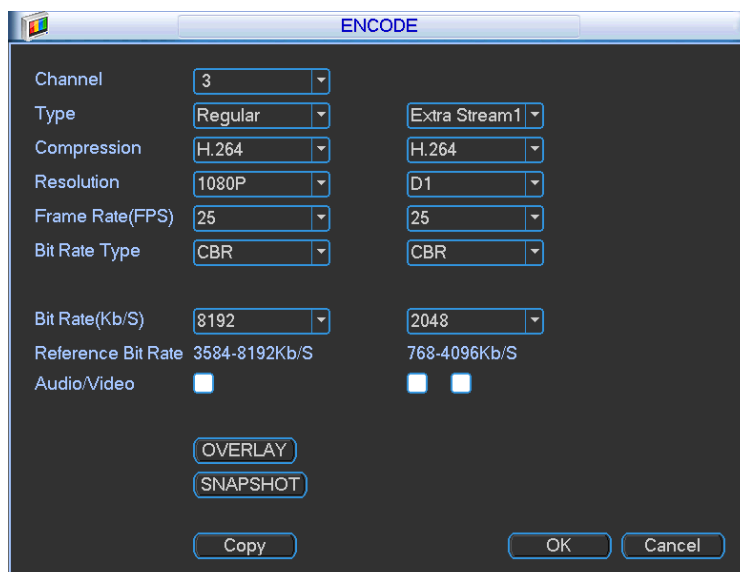 ENCODE
Channel 3
Type Regular Extra Stream1
Compression H.264 H.264
Resolution 1080P D1
Frame Rate(FPS) 25 25
Bit Rate Type CBR CBR
Bit Rate(Kb/S) 8192 2048
Reference Bit Rate 3584-8192Kb/S 768-4096Kb/S
Audio/Video
OVERLAY
SNAPSHOT
Copy OK Cancel